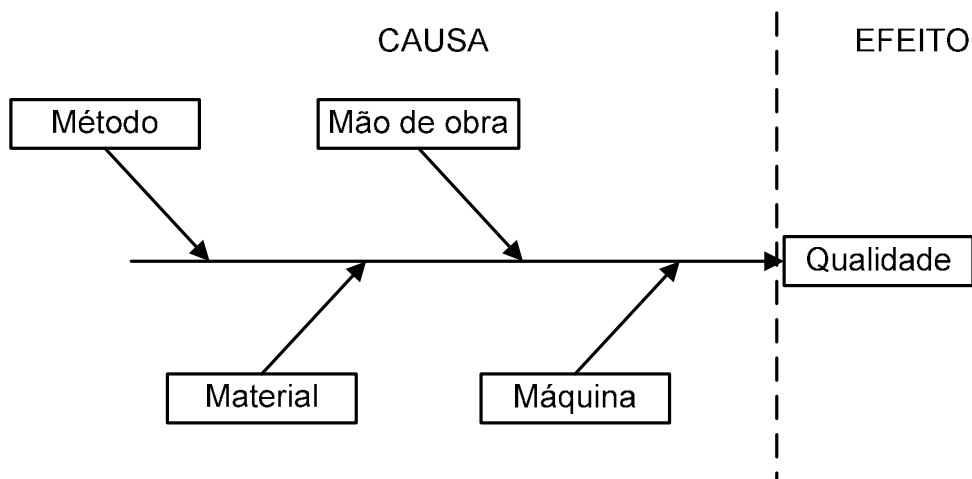 CAUSA
EFEITO
Método
Mão de obra
Qualidade
Material
Máquina